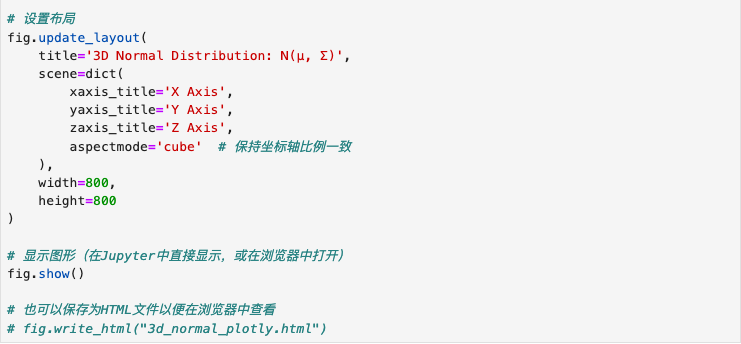 # 设置布局
fig.update_layout(
    title='3D Normal Distribution: N(μ, Σ)',
    scene=dict(
        xaxis_title='X Axis',
        yaxis_title='Y Axis',
        zaxis_title='Z Axis',
        aspectmode='cube'  # 保持坐标轴比例一致
    ),
    width=800,
    height=800
)
# 显示图形（在Jupyter中直接显示，或在浏览器中打开）
fig.show()
# 也可以保存为HTML文件以便在浏览器中查看
# fig.write_html("3d_normal_plotly.html")